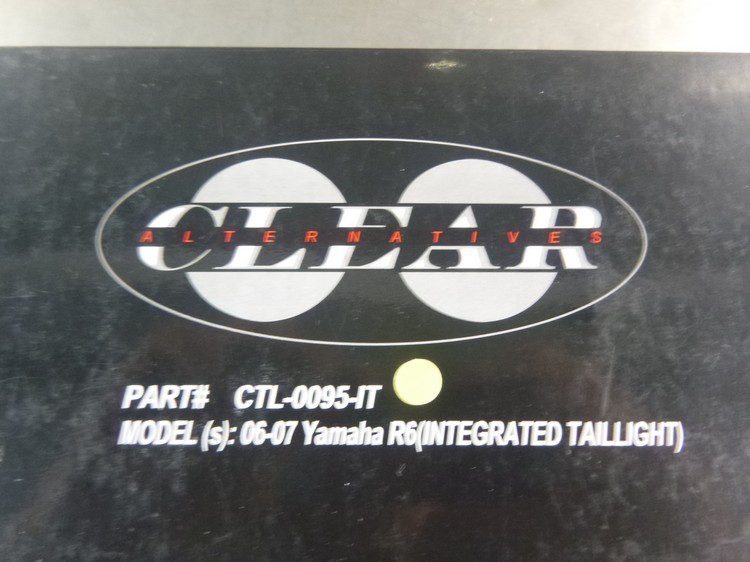 CLEAR
ALTERNATIVES
PART# CTL-0095-IT
MODEL (s): 06-07 Yamaha R6(INTEGRATED TAILLIGHT)